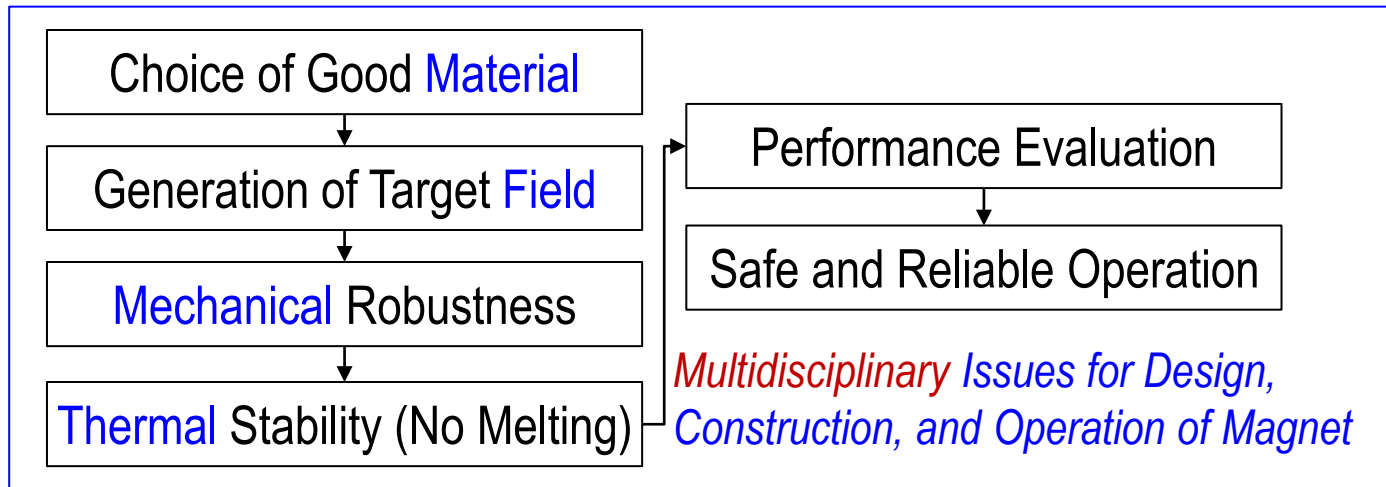 Choice of Good Material
Generation of Target Field
Mechanical Robustness
Thermal Stability (No Melting)
Performance Evaluation
Safe and Reliable Operation
Multidisciplinary Issues for Design,
Construction, and Operation of Magnet